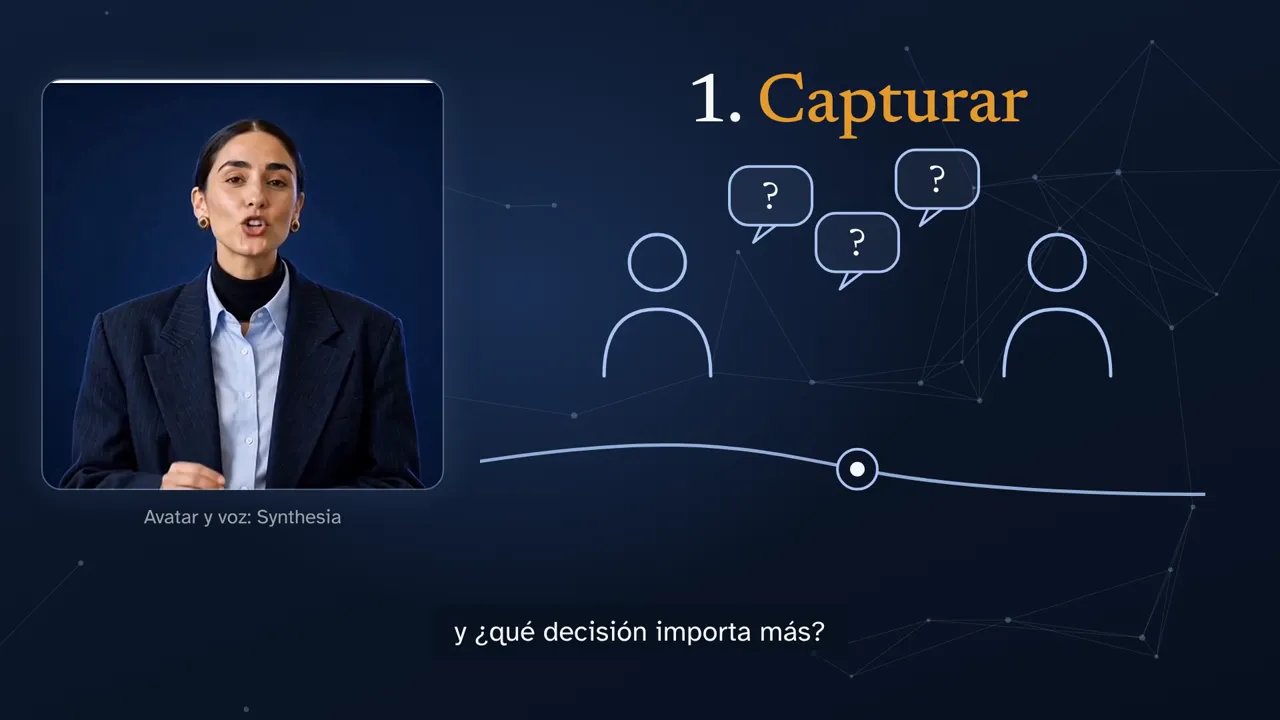 1. Capturar
?
?
?
Avatar y voz: Synthesia
y ¿qué decisión importa más?